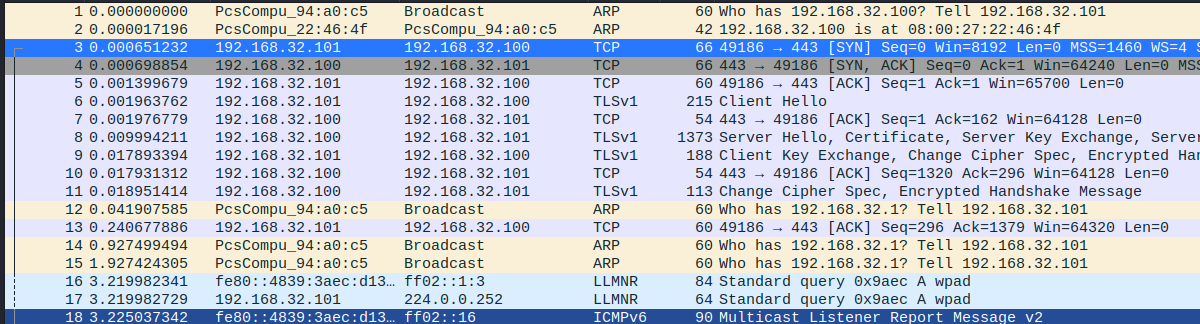 1 0.000000000 PcsCompu_94:a0:c5 Broadcast ARP 60 Who has 192.168.32.100? Tell 192.168.32.101
2 0.000017196 PcsCompu_22:46:4f PcsCompu_94:a0:c5 ARP 42 192.168.32.100 is at 08:00:27:22:46:4f
3 0.000651232 192.168.32.101 192.168.32.100 TCP 66 49186 → 443 [SYN] Seq=0 Win=8192 Len=0 MSS=1460 WS=4 S
4 0.000698854 192.168.32.100 192.168.32.101 TCP 66 443 → 49186 [SYN, ACK] Seq=0 Ack=1 Win=64240 Len=0 MSS
5 0.001399679 192.168.32.101 192.168.32.100 TCP 60 49186 → 443 [ACK] Seq=1 Ack=1 Win=65700 Len=0
6 0.001963762 192.168.32.101 192.168.32.100 TLSv1 215 Client Hello
7 0.001976779 192.168.32.100 192.168.32.101 TCP 54 443 → 49186 [ACK] Seq=1 Ack=162 Win=64128 Len=0
8 0.009994211 192.168.32.100 192.168.32.101 TLSv1 1373 Server Hello, Certificate, Server Key Exchange, Server
9 0.017893394 192.168.32.101 192.168.32.100 TLSv1 188 Client Key Exchange, Change Cipher Spec, Encrypted Han
10 0.017931312 192.168.32.100 192.168.32.101 TCP 54 443 → 49186 [ACK] Seq=1320 Ack=296 Win=64128 Len=0
11 0.018951414 192.168.32.100 192.168.32.101 TLSv1 113 Change Cipher Spec, Encrypted Handshake Message
12 0.041907585 PcsCompu_94:a0:c5 Broadcast ARP 60 Who has 192.168.32.1? Tell 192.168.32.101
13 0.240677886 192.168.32.101 192.168.32.100 TCP 60 49186 → 443 [ACK] Seq=296 Ack=1379 Win=64320 Len=0
14 0.927499494 PcsCompu_94:a0:c5 Broadcast ARP 60 Who has 192.168.32.1? Tell 192.168.32.101
15 1.927424305 PcsCompu_94:a0:c5 Broadcast ARP 60 Who has 192.168.32.1? Tell 192.168.32.101
16 3.219982341 fe80::4839:3aec:d13… ff02::1:3 LLMNR 84 Standard query 0x9aec A wpad
17 3.219982729 192.168.32.101 224.0.0.252 LLMNR 64 Standard query 0x9aec A wpad
18 3.225037342 fe80::4839:3aec:d13… ff02::16 ICMPv6 90 Multicast Listener Report Message v2